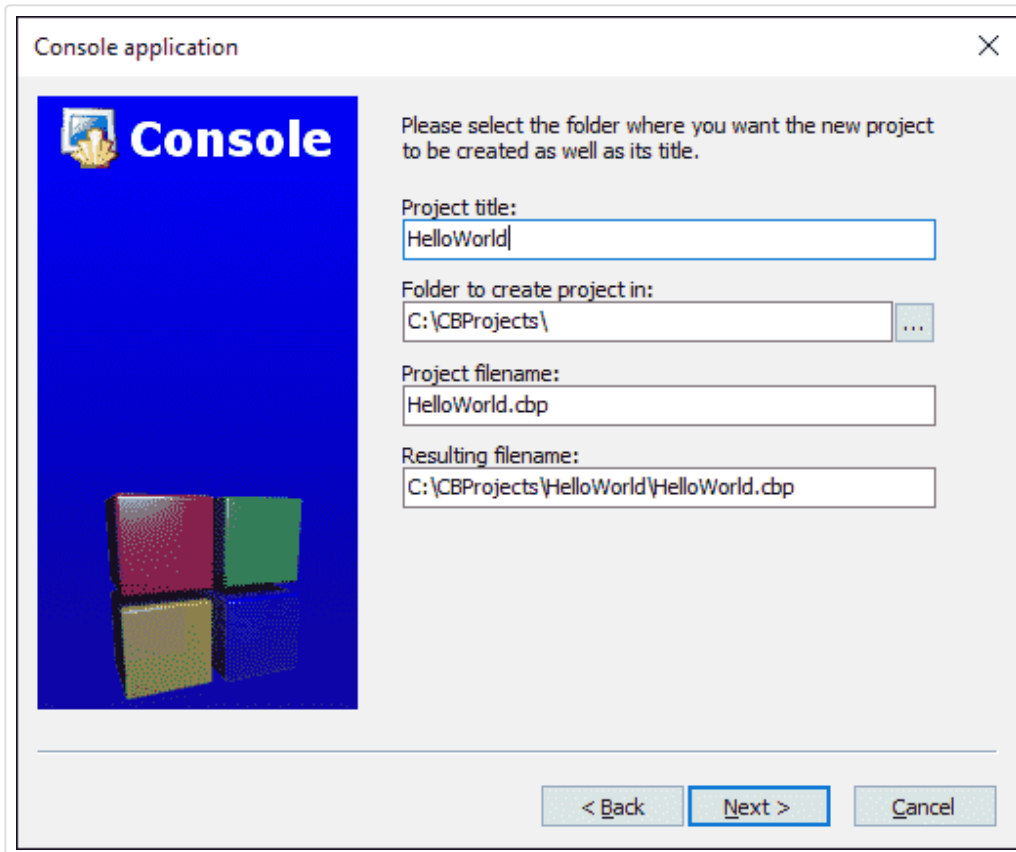 Console application
Console
Please select the folder where you want the new project
to be created as well as its title.
Project title:
HelloWorld
Folder to create project in:
C:\CBProjects\
...
Project filename:
HelloWorld.cbp
Resulting filename:
C:\CBProjects\HelloWorld\HelloWorld.cbp
< Back
Next >
Cancel